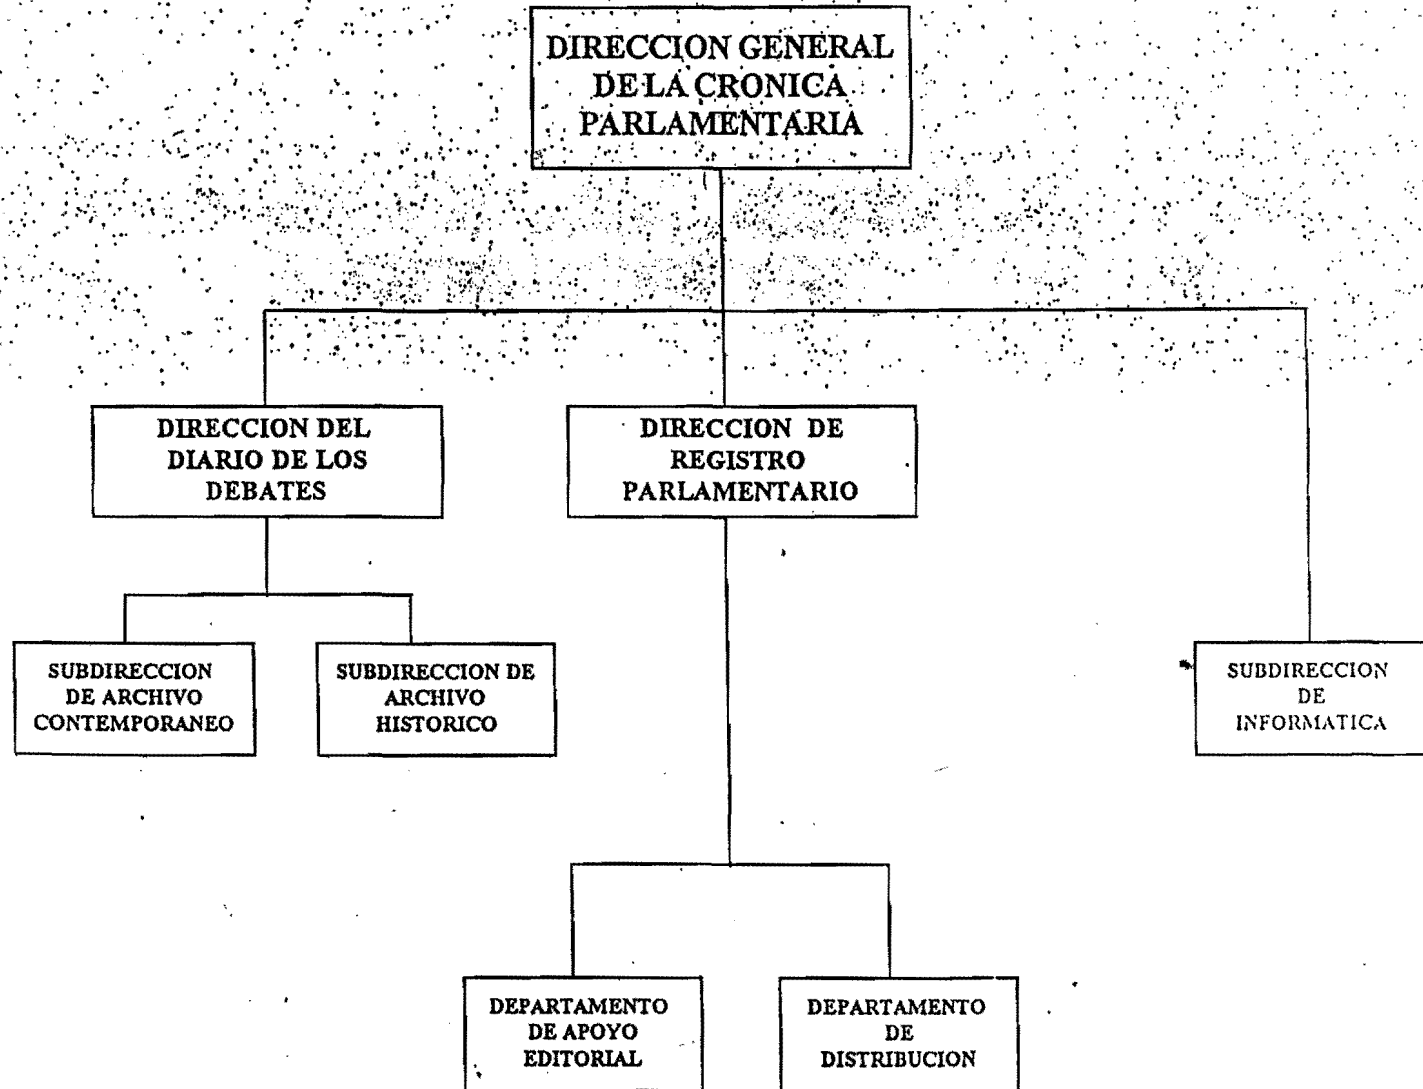 DIRECCION GENERAL
DE LA CRONICA
PARLAMENTARIA
DIRECCION DEL
DIARIO DE LOS
DEBATES
DIRECCION DE
REGISTRO
PARLAMENTARIO
SUBDIRECCION
DE ARCHIVO
CONTEMPORANEO
SUBDIRECCION DE
ARCHIVO
HISTORICO
SUBDIRECCION
DE
INFORMATICA
DEPARTAMENTO
DE APOYO
EDITORIAL
DEPARTAMENTO
DE
DISTRIBUCION